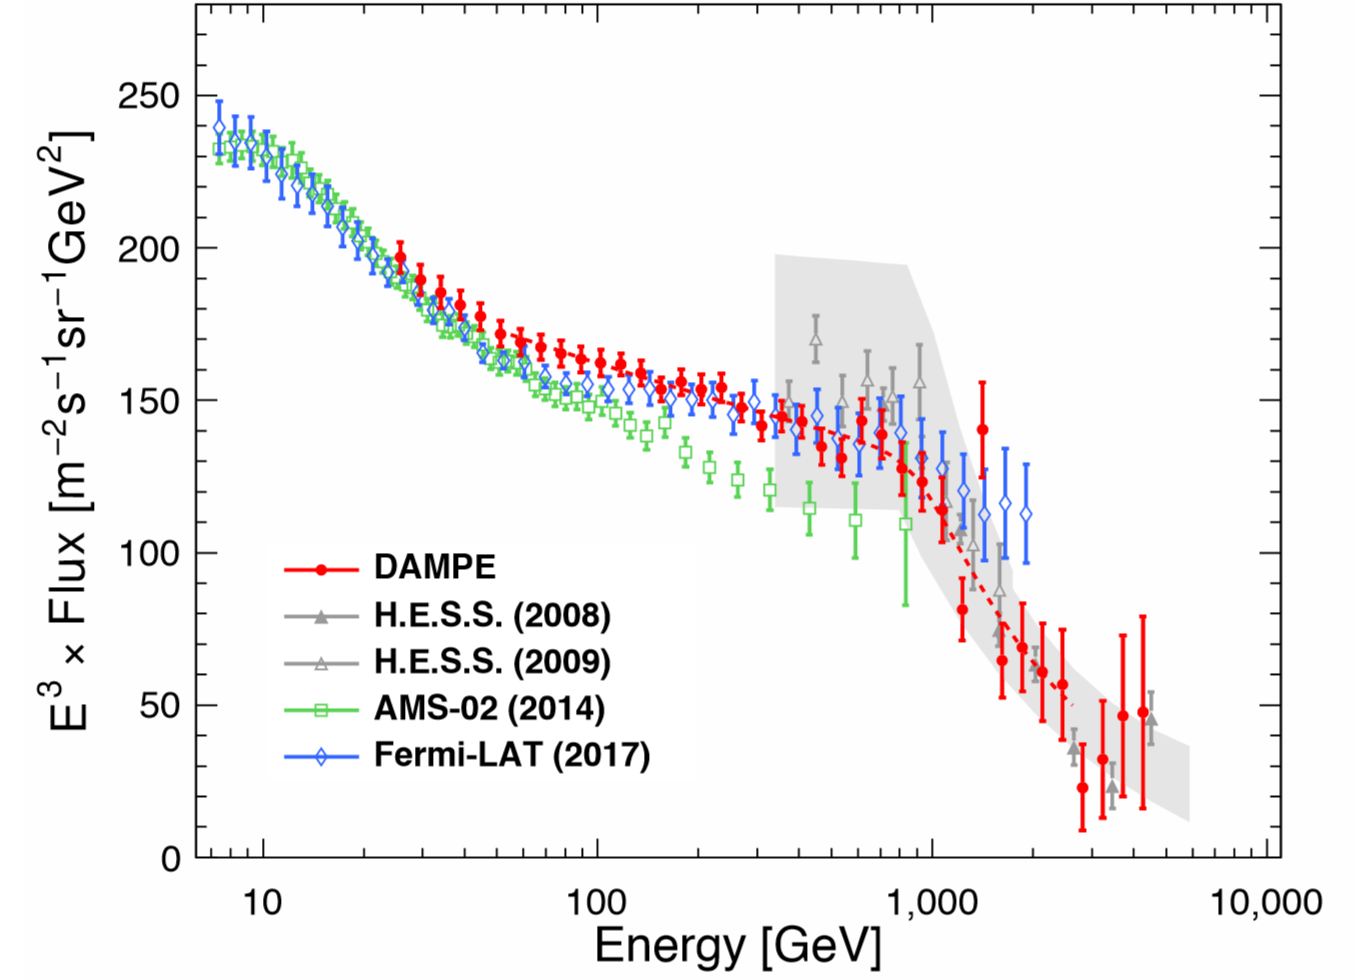 250
200
150
100
50
0
E³ × Flux [m⁻²s⁻¹sr⁻¹GeV²]
DAMPE
H.E.S.S. (2008)
H.E.S.S. (2009)
AMS-02 (2014)
Fermi-LAT (2017)
10 100 1,000 10,000
Energy [GeV]